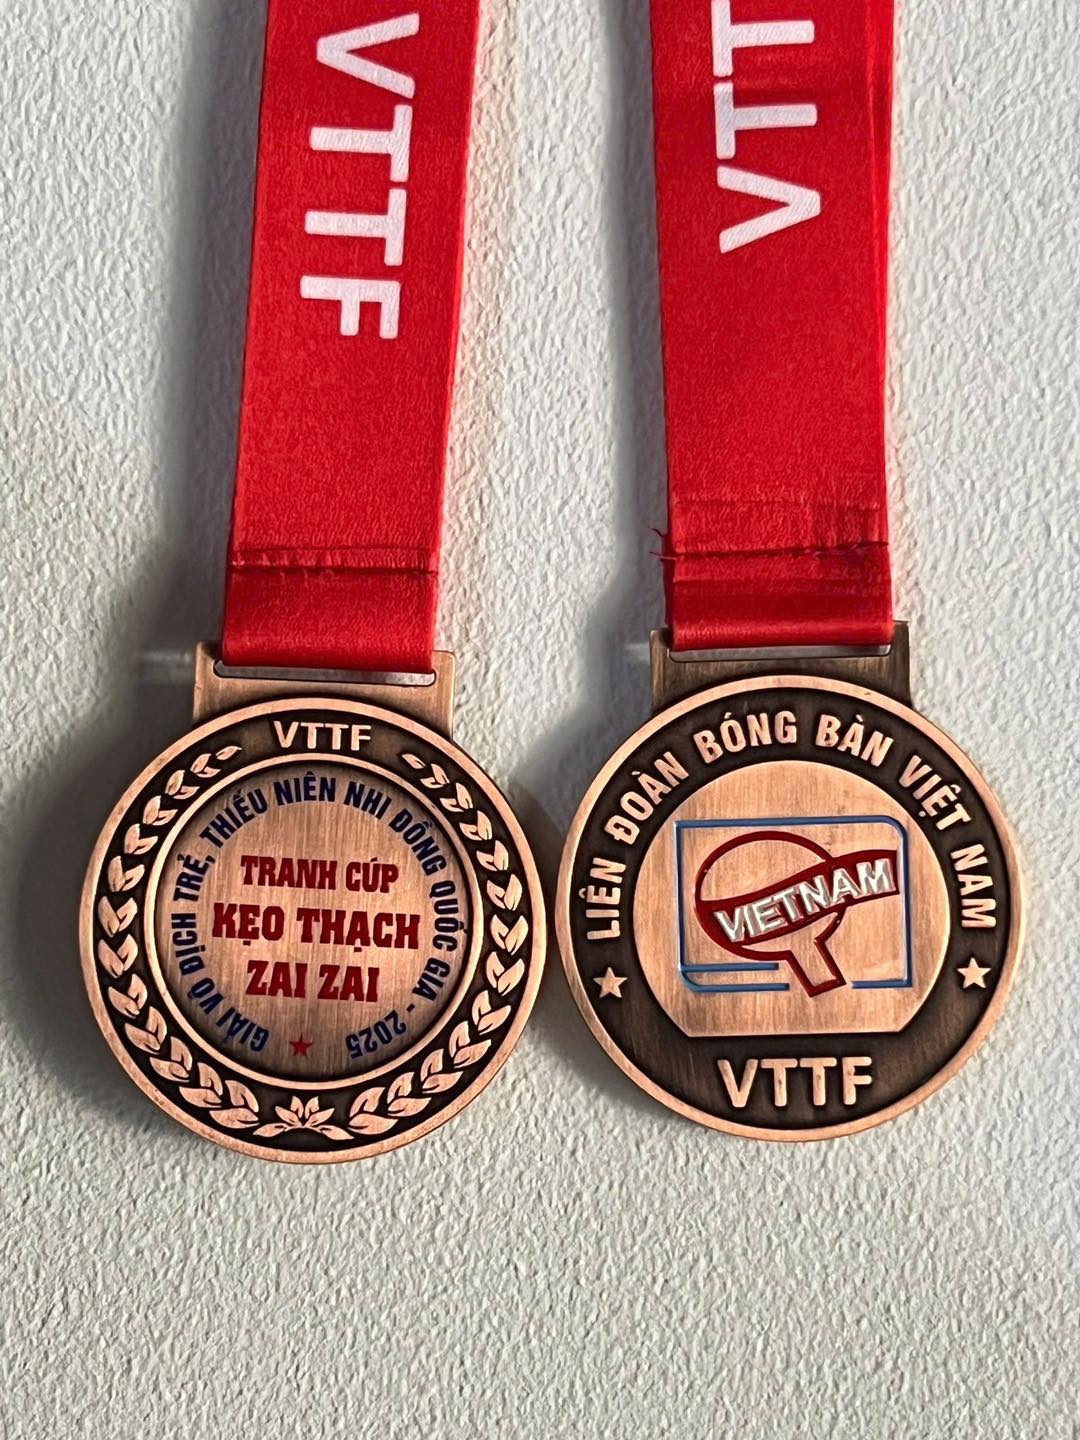 VTTF
VTT
VTTF
GIẢI VÔ ĐỊCH TRẺ, THIẾU NIÊN NHI ĐỒNG QUỐC GIA - 2025
TRANH CÚP
KẸO THẠCH
ZAI ZAI
LIÊN ĐOÀN BÓNG BÀN VIỆT NAM
VIETNAM
VTTF